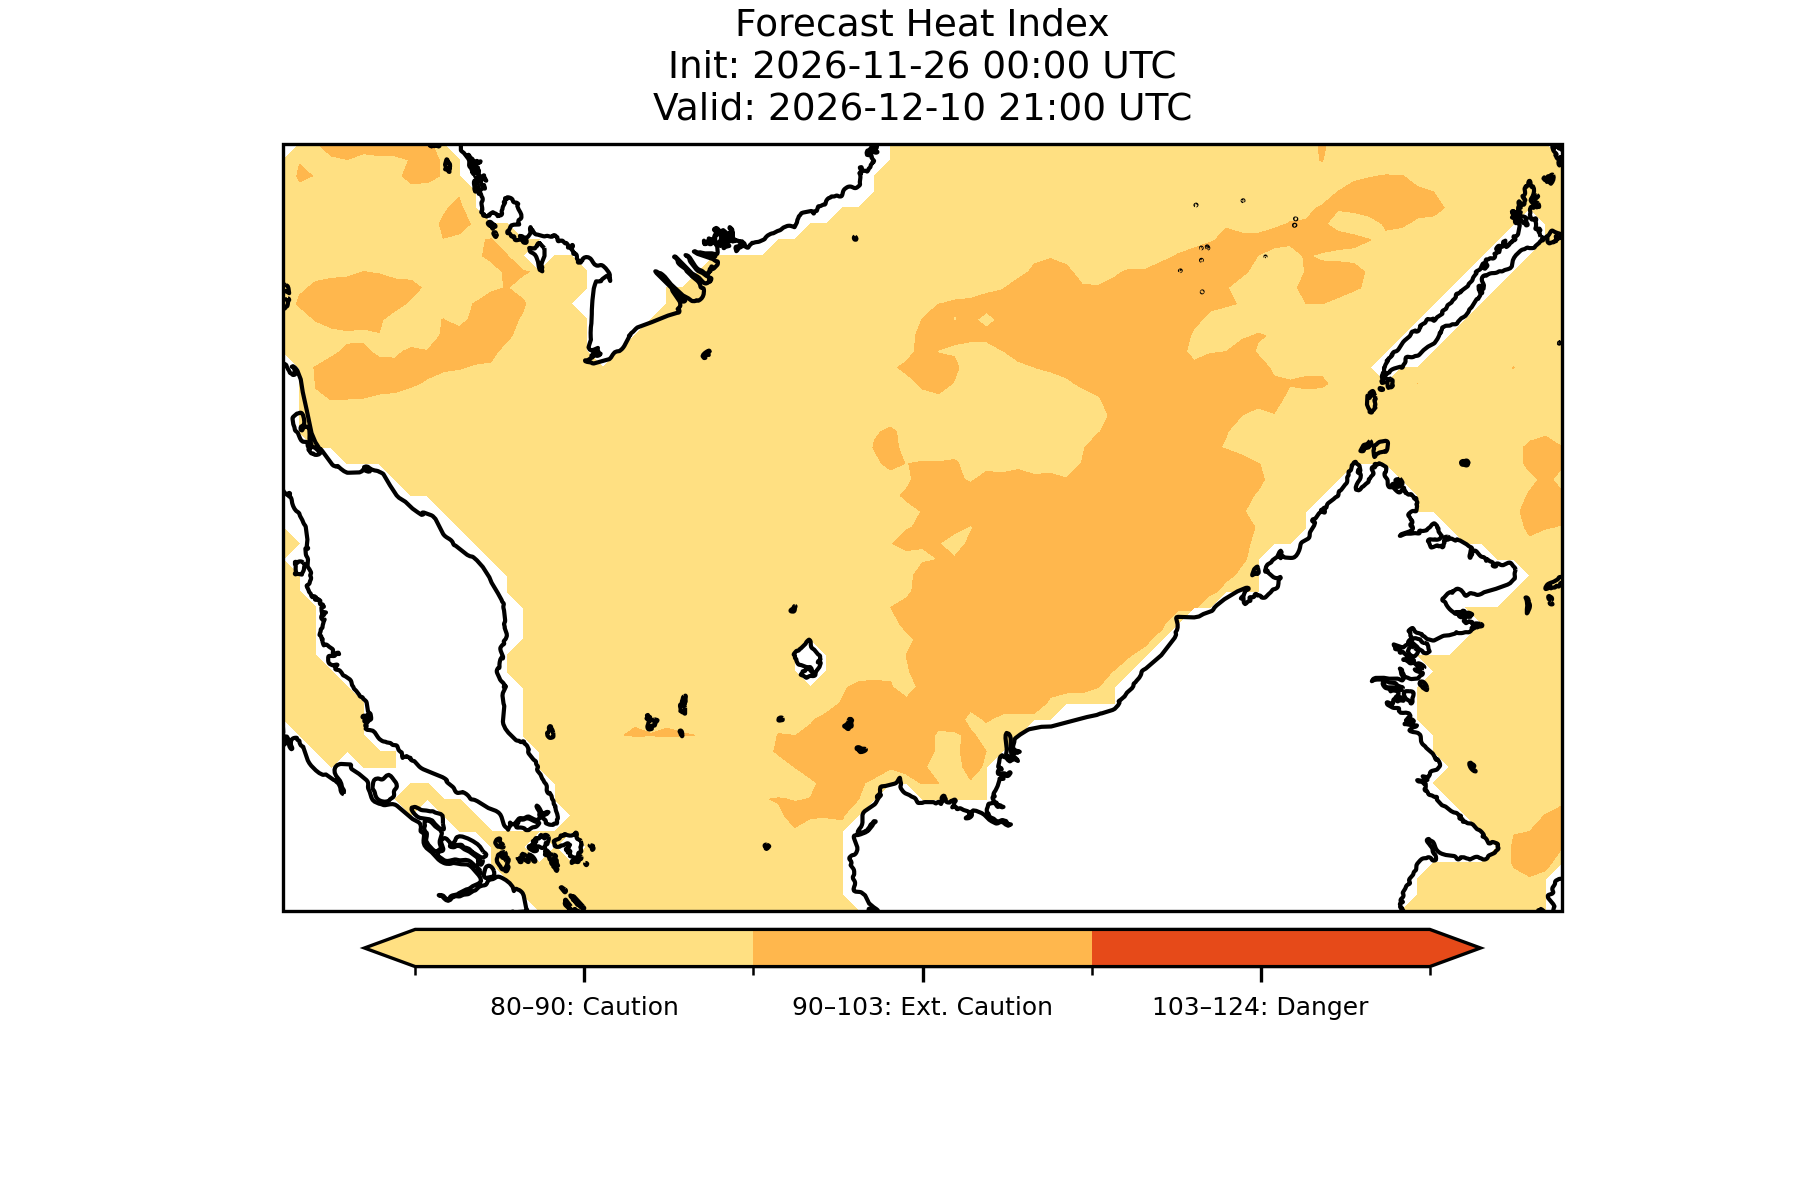 Forecast Heat Index
Init: 2026-11-26 00:00 UTC
Valid: 2026-12-10 21:00 UTC
80–90: Caution
90–103: Ext. Caution
103–124: Danger